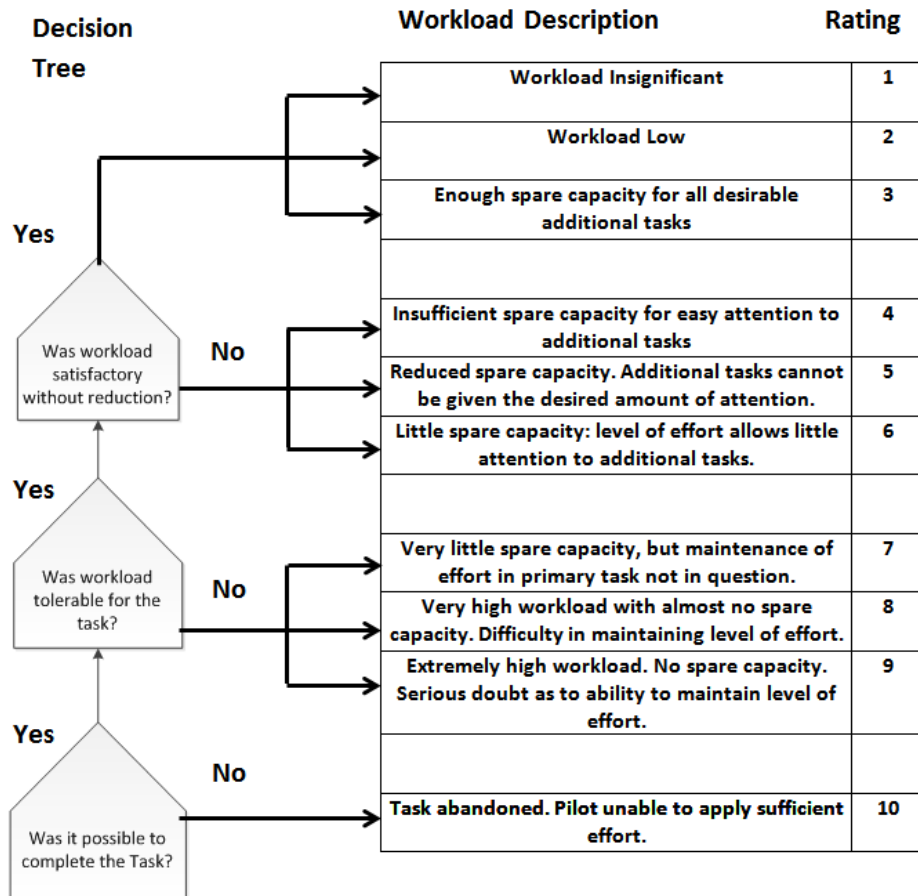 Decision
Tree
Workload Description
Rating
Workload Insignificant
1
Workload Low
2
Enough spare capacity for all desirable
additional tasks
3
Yes
Was workload
satisfactory
without reduction?
No
Insufficient spare capacity for easy attention to
additional tasks
4
Reduced spare capacity. Additional tasks cannot
be given the desired amount of attention.
5
Little spare capacity: level of effort allows little
attention to additional tasks.
6
Yes
Was workload
tolerable for the
task?
No
Very little spare capacity, but maintenance of
effort in primary task not in question.
7
Very high workload with almost no spare
capacity. Difficulty in maintaining level of effort.
8
Extremely high workload. No spare capacity.
Serious doubt as to ability to maintain level of
effort.
9
Yes
Was it possible to
complete the Task?
No
Task abandoned. Pilot unable to apply sufficient
effort.
10